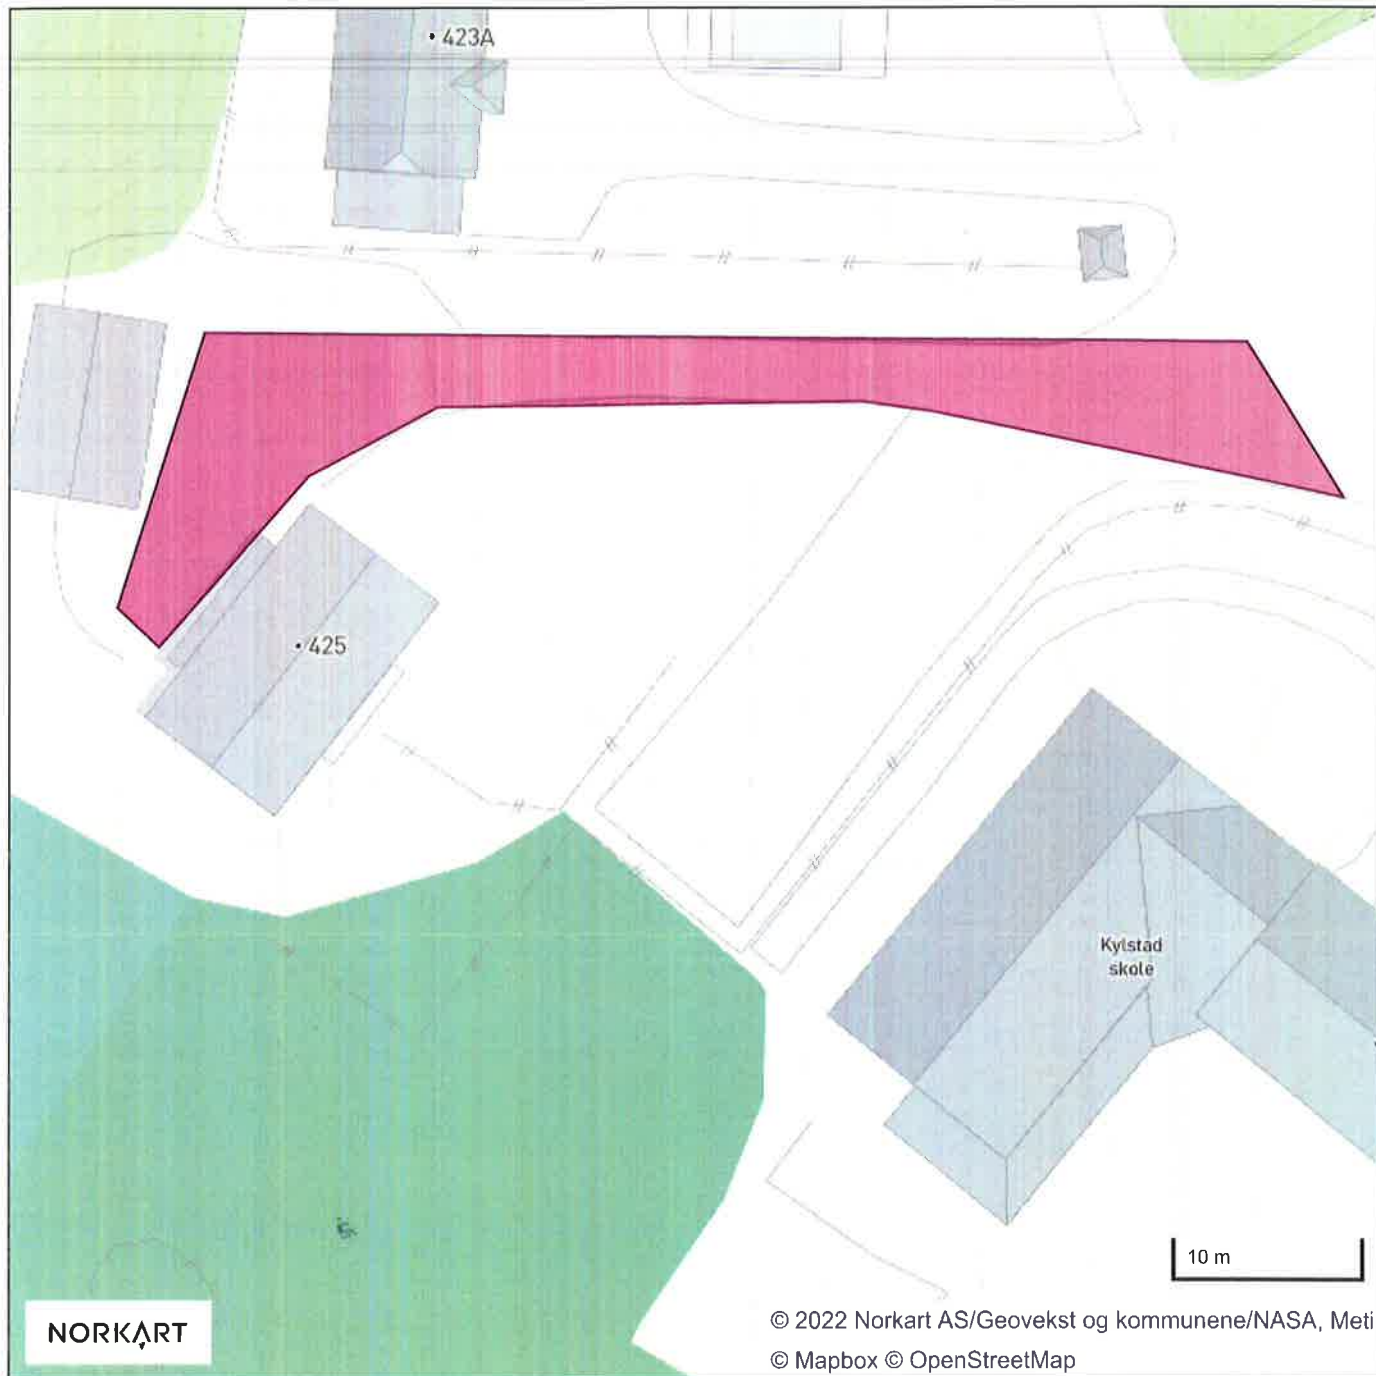 423A
425
Kylstad
skole
10 m
NORKART
© 2022 Norkart AS/Geovekst og kommunene/NASA, Meti
© Mapbox © OpenStreetMap